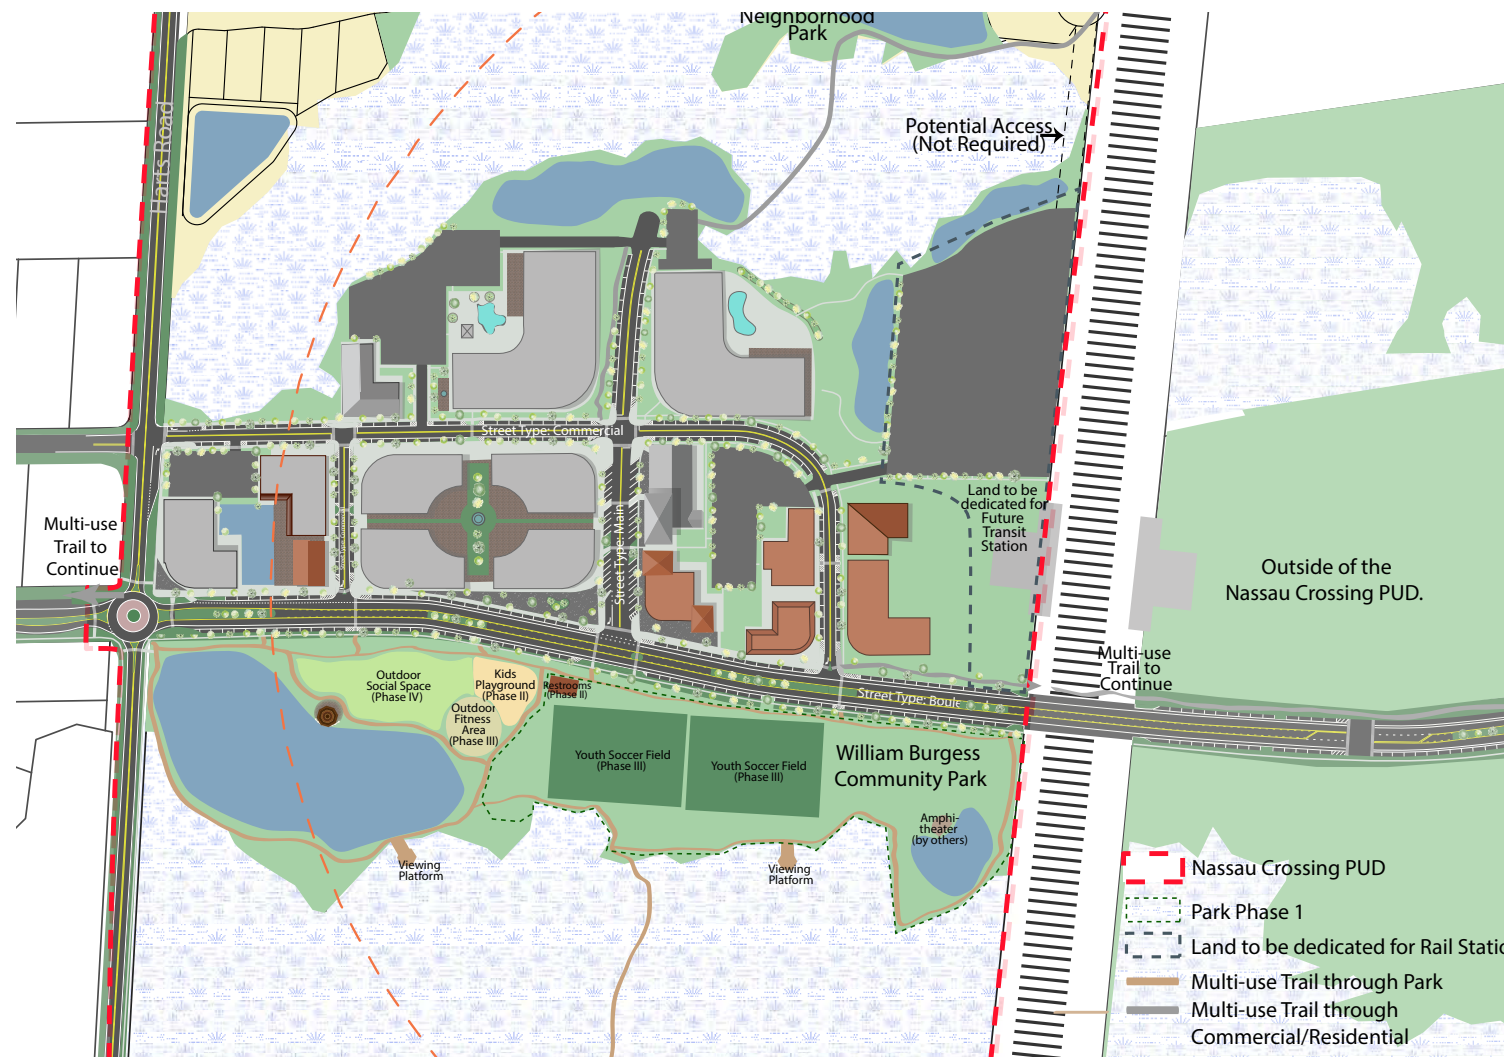 Neighborhood
Park
Harts Road
Potential Access
(Not Required)
Street Type: Commercial
Land to be
dedicated for
Future
Transit
Station
Multi-use
Trail to
Continue
Street Type: Main
Outside of the
Nassau Crossing PUD.
Multi-use
Trail to
Continue
Street Type: Boule
Outdoor
Social Space
(Phase IV)
Kids
Playground
(Phase II)
Restrooms
(Phase II)
Outdoor
Fitness
Area
(Phase III)
Youth Soccer Field
(Phase III)
Youth Soccer Field
(Phase III)
William Burgess
Community Park
Amphi-
theater
(by others)
Viewing
Platform
Viewing
Platform
Nassau Crossing PUD
Park Phase 1
Land to be dedicated for Rail Statio
Multi-use Trail through Park
Multi-use Trail through
Commercial/Residential